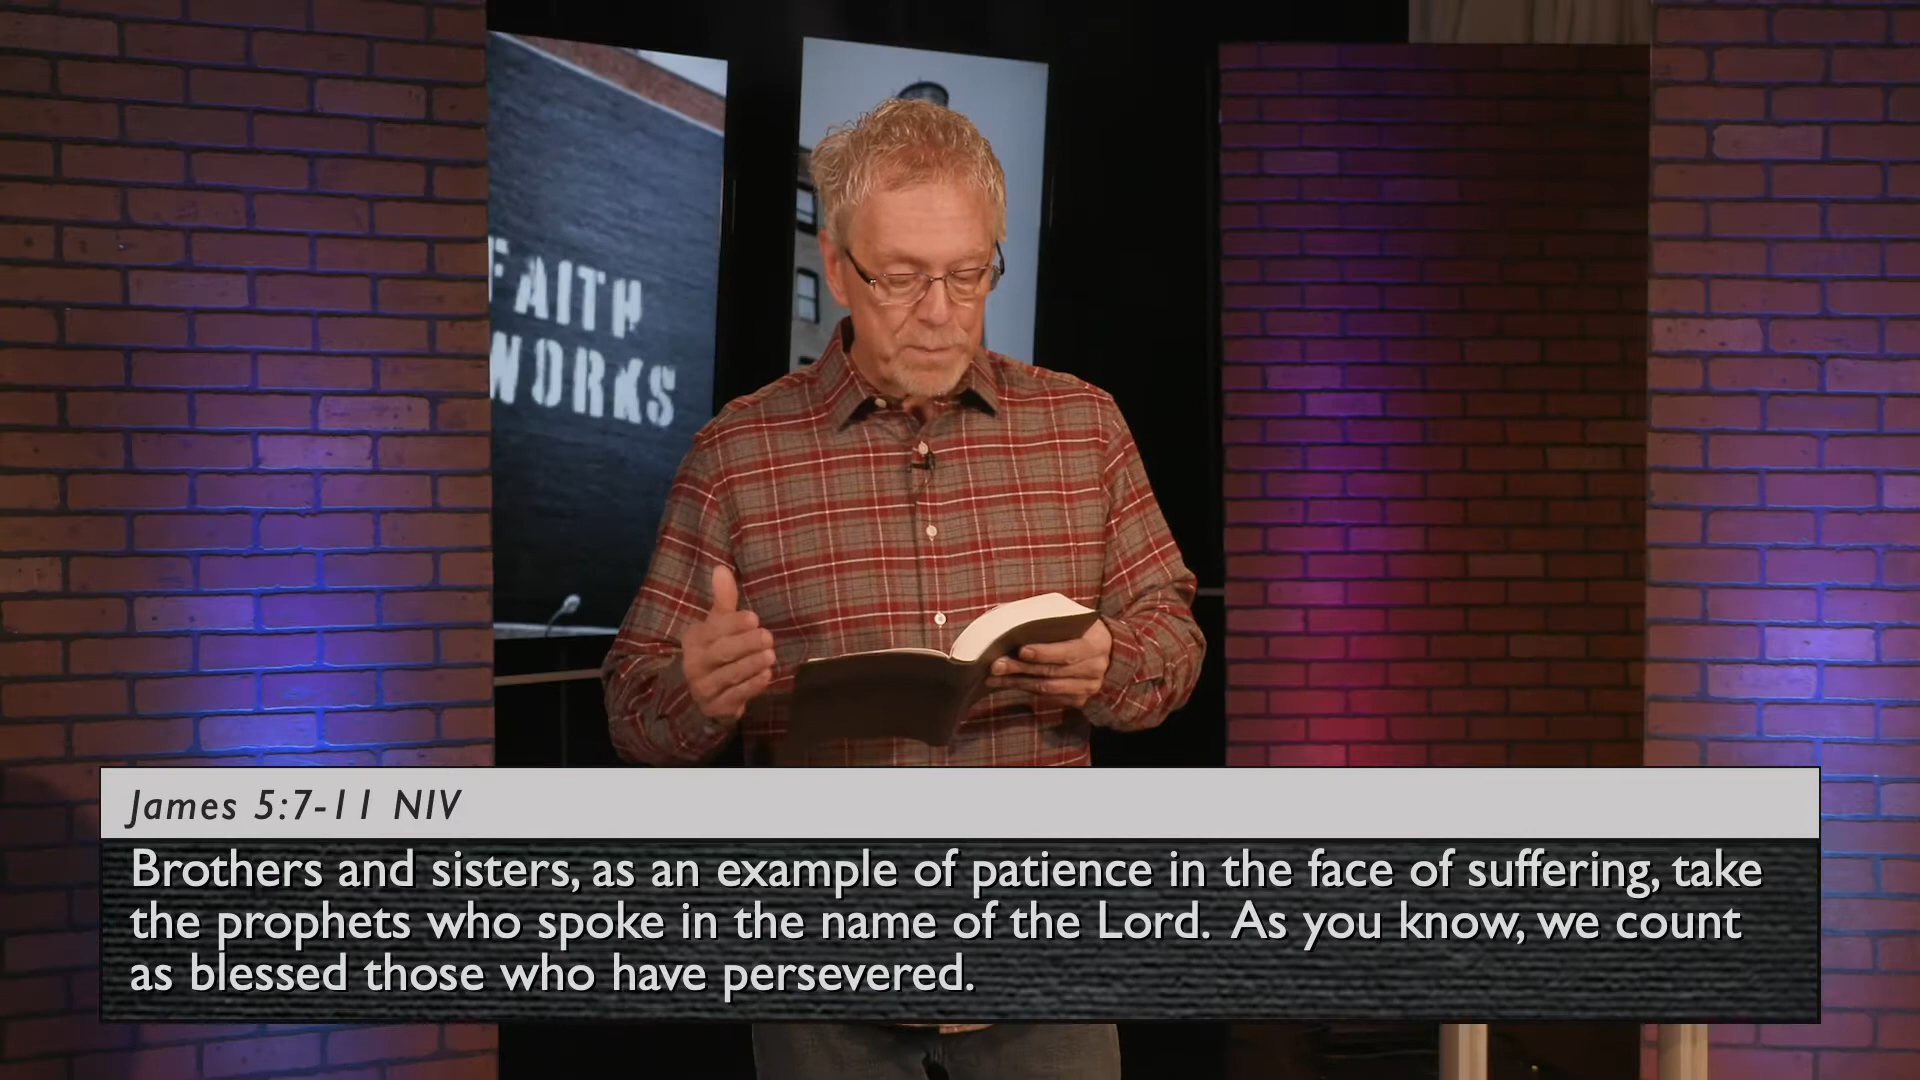 FAITH
WORKS
James 5:7-11 NIV
Brothers and sisters, as an example of patience in the face of suffering, take
the prophets who spoke in the name of the Lord. As you know, we count
as blessed those who have persevered.